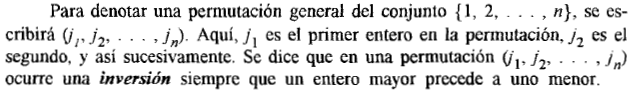 Para denotar una permutación general del conjunto {1, 2, . . . , n}, se es-
cribirá (j₁, j₂, . . . , jₙ). Aquí, j₁ es el primer entero en la permutación, j₂ es el
segundo, y así sucesivamente. Se dice que en una permutación (j₁, j₂, . . . , jₙ)
ocurre una inversión siempre que un entero mayor precede a uno menor.